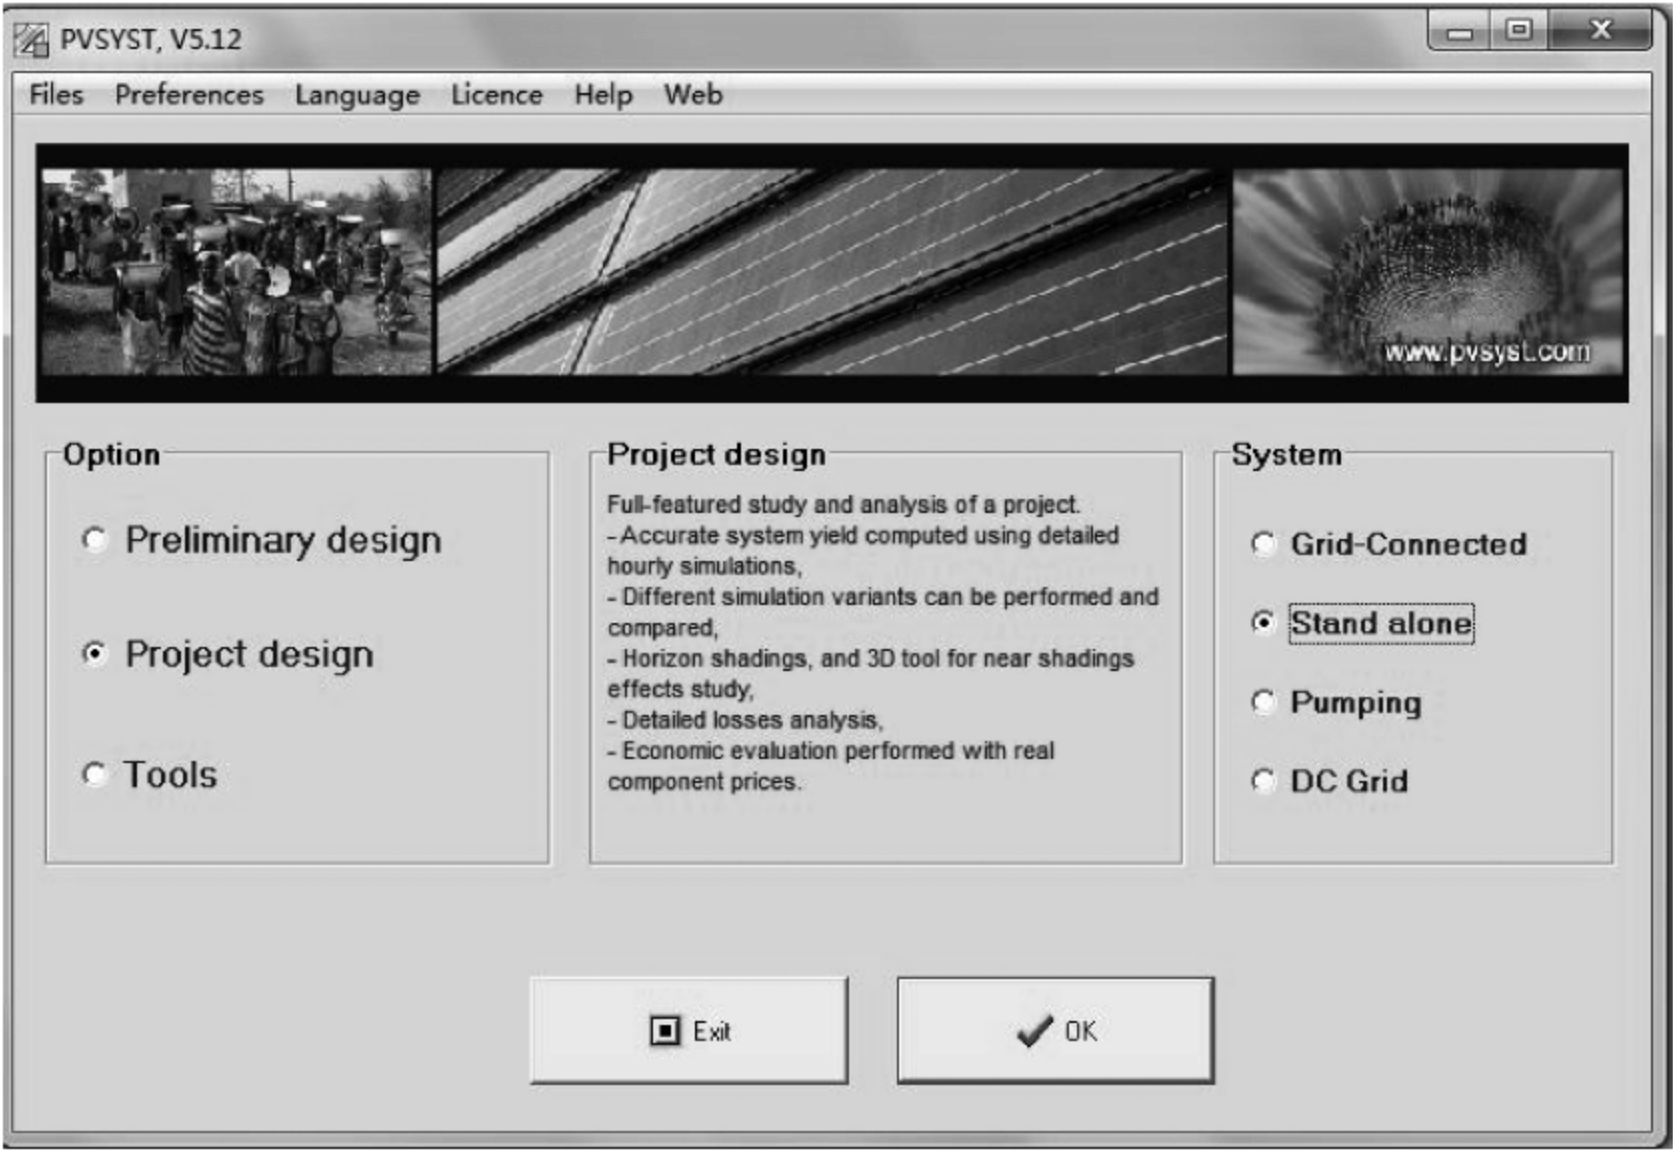 PVSYST, V5.12
Files Preferences Language Licence Help Web
www.pvsyst.com
Option
Preliminary design
Project design
Tools
Project design
Full-featured study and analysis of a project.
- Accurate system yield computed using detailed
hourly simulations,
- Different simulation variants can be performed and
compared,
- Horizon shadings, and 3D tool for near shadings
effects study,
- Detailed losses analysis,
- Economic evaluation performed with real
component prices.
System
Grid-Connected
Stand alone
Pumping
DC Grid
Exit
OK